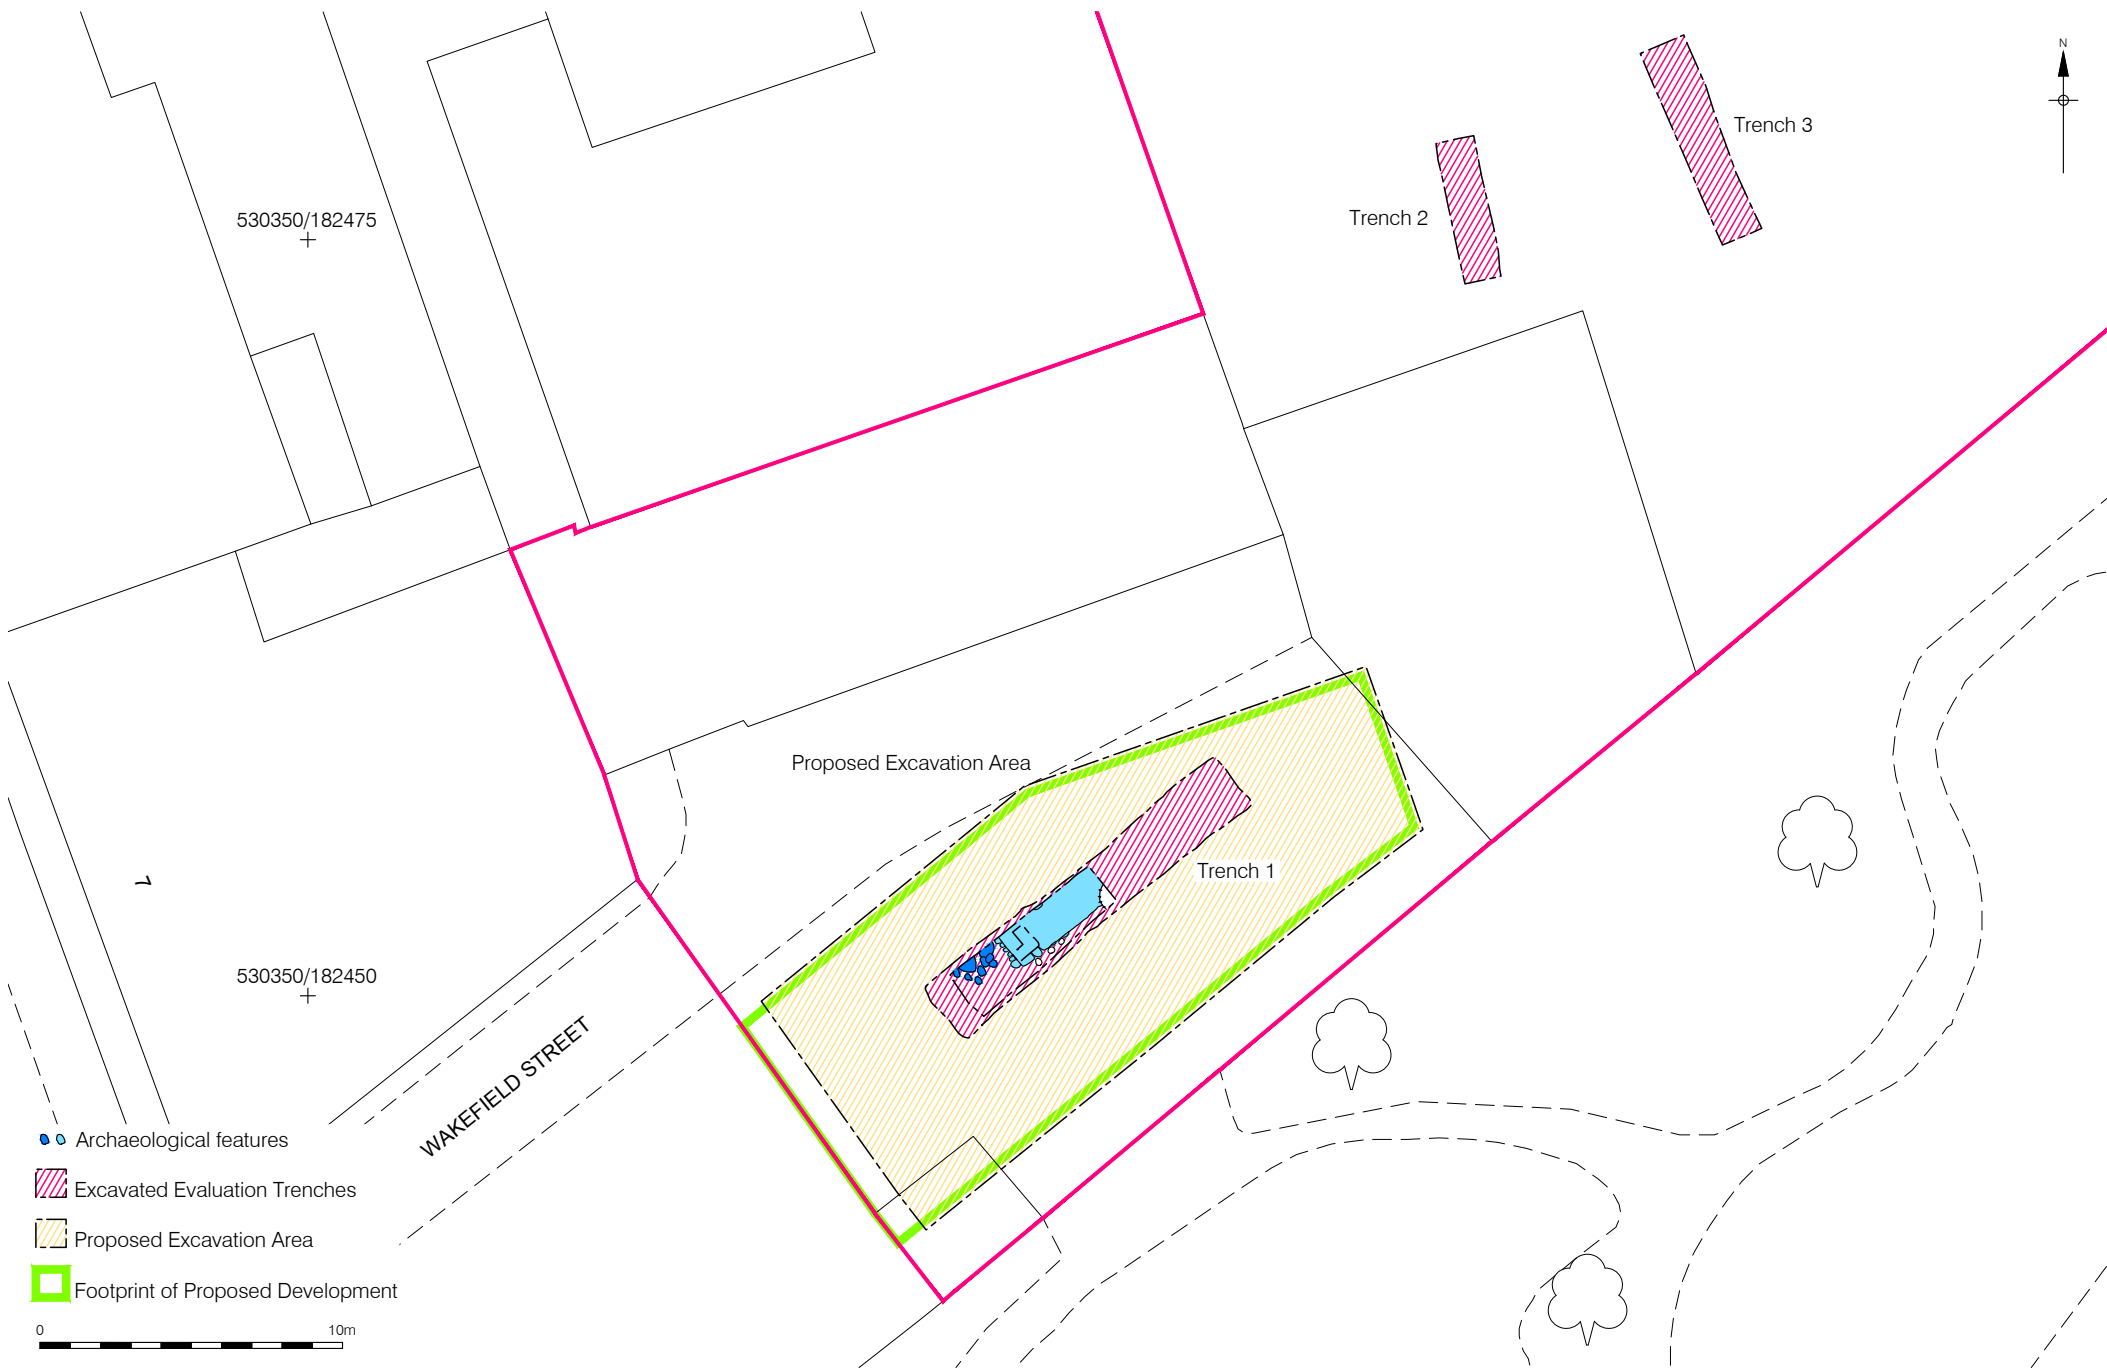 N
Trench 3
530350/182475
Trench 2
Proposed Excavation Area
Trench 1
7
530350/182450
WAKEFIELD STREET
Archaeological features
Excavated Evaluation Trenches
Proposed Excavation Area
Footprint of Proposed Development
0 10m